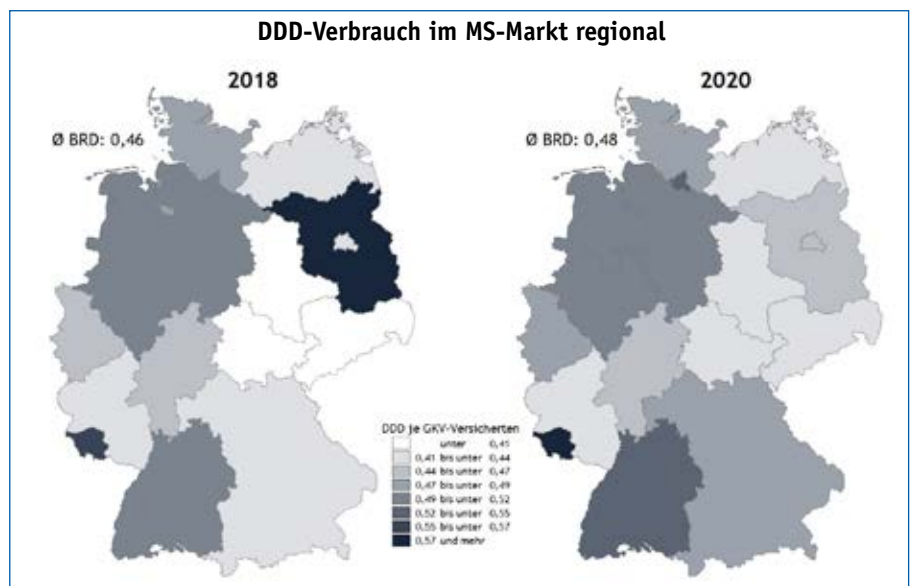 DDD-Verbrauch im MS-Markt regional
2018
2020
Ø BRD: 0,46
Ø BRD: 0,48
DDD je GKV-Versicherten
unter 0,41
0,41 bis unter 0,44
0,44 bis unter 0,47
0,47 bis unter 0,49
0,49 bis unter 0,52
0,52 bis unter 0,55
0,55 bis unter 0,57
0,57 und mehr